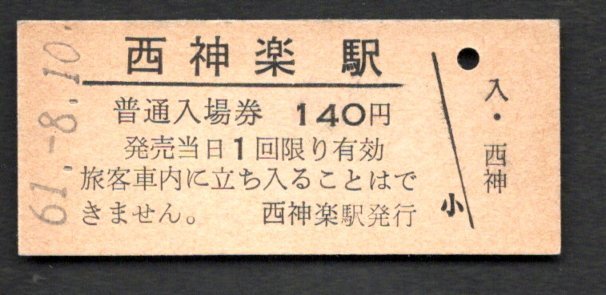 61.-8.10.
西神楽駅
普通入場券 140円
発売当日1回限り有効
旅客車内に立ち入ることはで
きません。 西神楽駅発行
小
入・西神